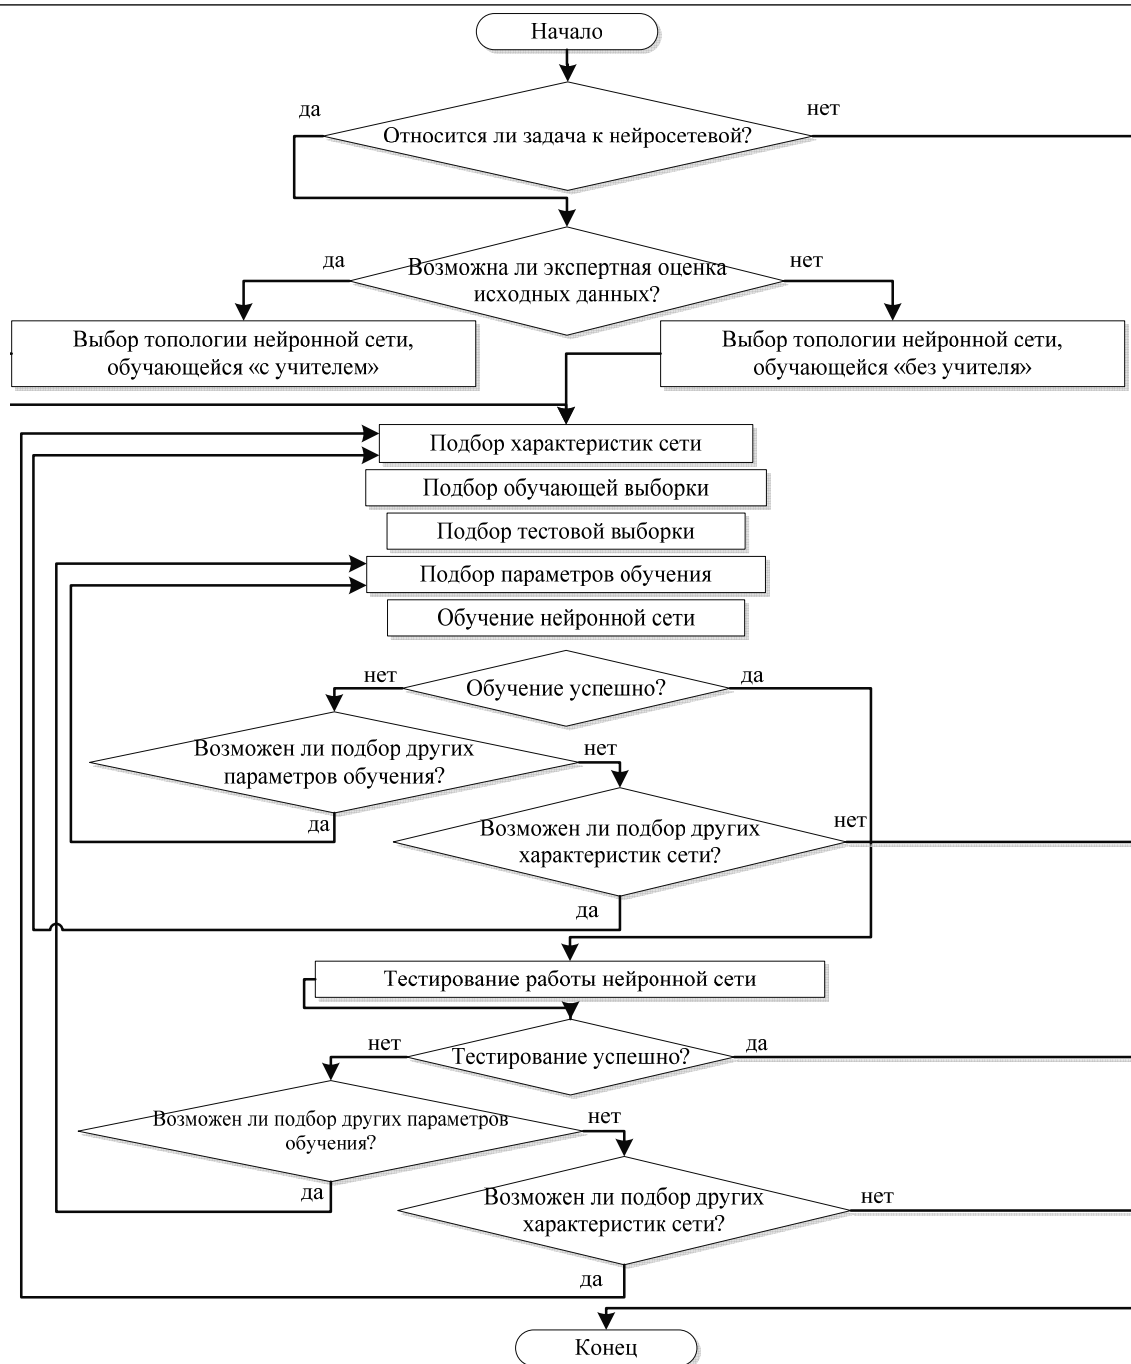 Начало
да
нет
Относится ли задача к нейросетевой?
да
Возможна ли экспертная оценка
исходных данных?
нет
Выбор топологии нейронной сети,
обучающейся «с учителем»
Выбор топологии нейронной сети,
обучающейся «без учителя»
Подбор характеристик сети
Подбор обучающей выборки
Подбор тестовой выборки
Подбор параметров обучения
Обучение нейронной сети
нет
Обучение успешно?
да
Возможен ли подбор других
параметров обучения?
нет
да
Возможен ли подбор других
характеристик сети?
нет
да
Тестирование работы нейронной сети
нет
Тестирование успешно?
да
Возможен ли подбор других параметров
обучения?
нет
да
Возможен ли подбор других
характеристик сети?
нет
да
Конец